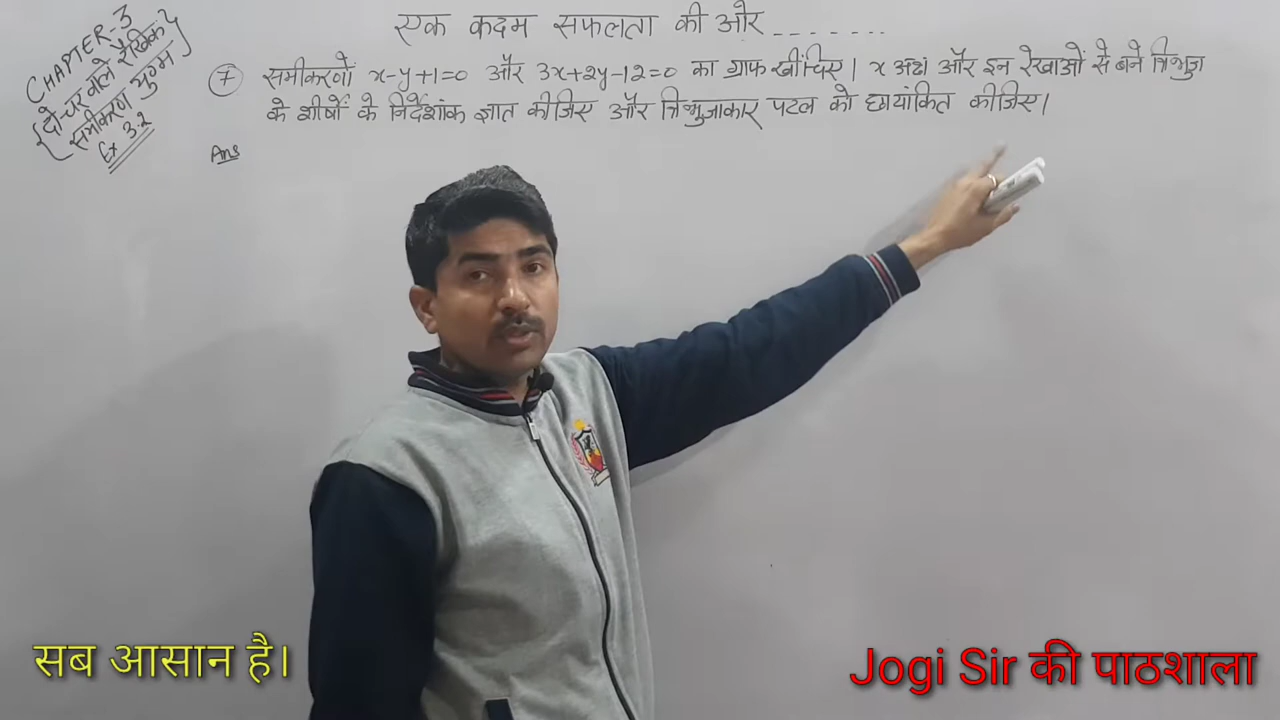 एक कदम सफलता की ओर _ _ _ _ _ _ _
CHAPTER-3
{दो चर वाले रैखिक
समीकरण युग्म}
Ex 3.2
⑦ समीकरणों x-y+1=0 और 3x+2y-12=0 का ग्राफ खींचिए। x अक्ष और इन रेखाओं से बने त्रिभुज
के शीर्षों के निर्देशांक ज्ञात कीजिए और त्रिभुजाकार पटल को छायांकित कीजिए।
Ans
सब आसान है।
Jogi Sir की पाठशाला